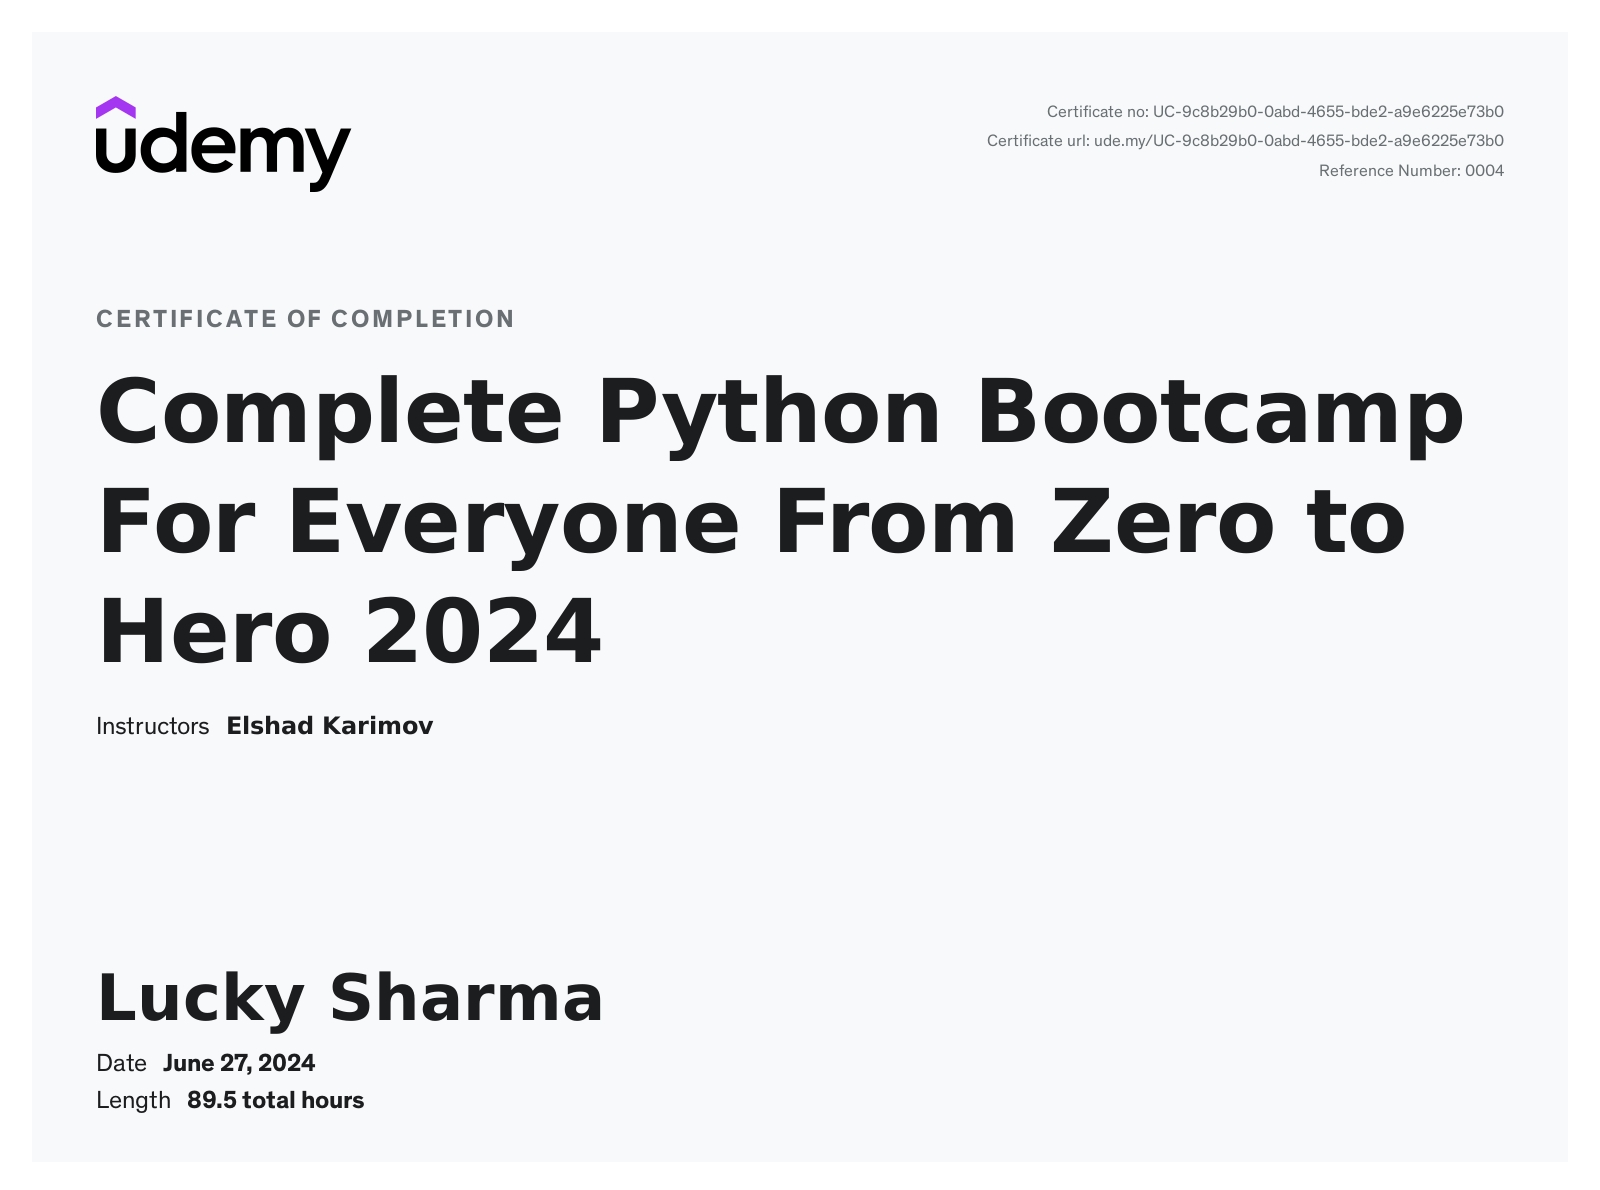 udemy
Certificate no: UC-9c8b29b0-0abd-4655-bde2-a9e6225e73b0
Certificate url: ude.my/UC-9c8b29b0-0abd-4655-bde2-a9e6225e73b0
Reference Number: 0004
CERTIFICATE OF COMPLETION
Complete Python Bootcamp
For Everyone From Zero to
Hero 2024
Instructors Elshad Karimov
Lucky Sharma
Date June 27, 2024
Length 89.5 total hours